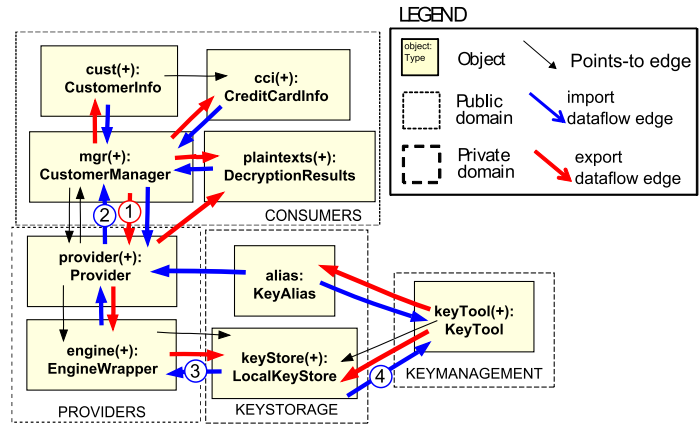 LEGEND
object:
Type
Object
Points-to edge
Public
domain
import
dataflow edge
Private
domain
export
dataflow edge
cust(+):
CustomerInfo
cci(+):
CreditCardInfo
mgr(+):
CustomerManager
plaintexts(+):
DecryptionResults
CONSUMERS
2
1
provider(+):
Provider
alias:
KeyAlias
keyTool(+):
KeyTool
engine(+):
EngineWrapper
keyStore(+):
LocalKeyStore
3
4
KEYMANAGEMENT
PROVIDERS
KEYSTORAGE